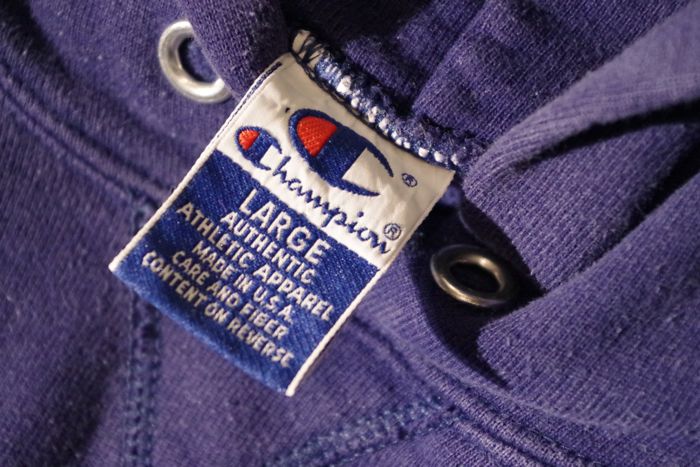 ®
Champion®
LARGE
AUTHENTIC
ATHLETIC APPAREL
MADE IN U.S.A.
CARE AND FIBER
CONTENT ON REVERSE